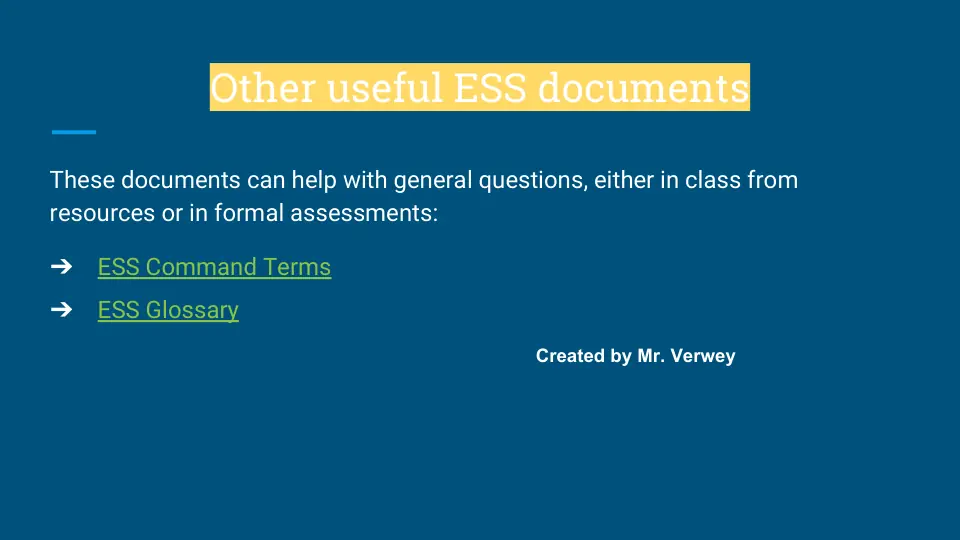 Other useful ESS documents
These documents can help with general questions, either in class from
resources or in formal assessments:
➔ ESS Command Terms
➔ ESS Glossary
Created by Mr. Verwey